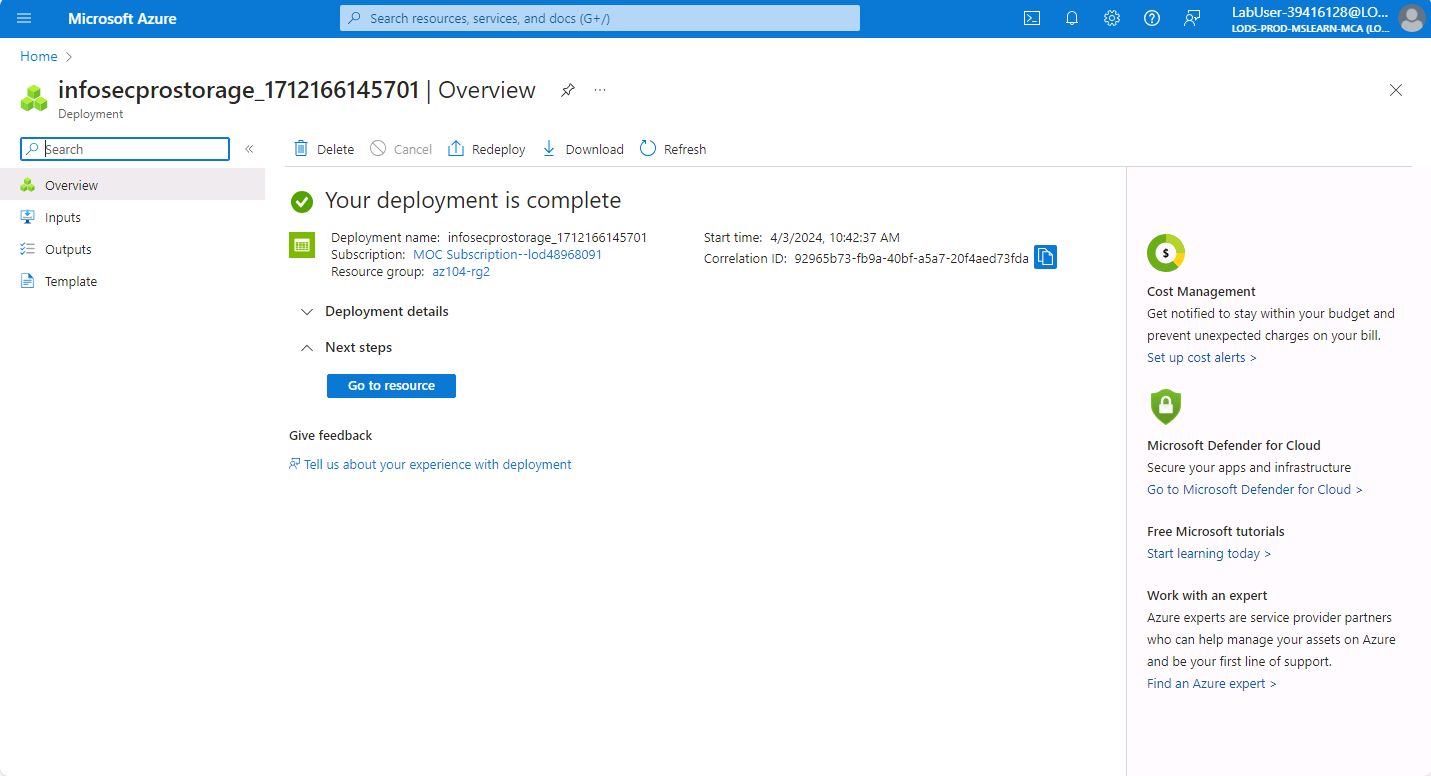 Microsoft Azure
Search resources, services, and docs (G+/)
LabUser-39416128@LO...
LODS-PROD-MSLEARN-MCA (LO...
Home
infosecprostorage_1712166145701 | Overview
Deployment
Search
Overview
Inputs
Outputs
Template
Delete
Cancel
Redeploy
Download
Refresh
Your deployment is complete
Deployment name: infosecprostorage_1712166145701
Subscription: MOC Subscription--lod48968091
Resource group: az104-rg2
Start time: 4/3/2024, 10:42:37 AM
Correlation ID: 92965b73-fb9a-40bf-a5a7-20f4aed73fda
Deployment details
Next steps
Go to resource
Give feedback
Tell us about your experience with deployment
Cost Management
Get notified to stay within your budget and
prevent unexpected charges on your bill.
Set up cost alerts >
Microsoft Defender for Cloud
Secure your apps and infrastructure
Go to Microsoft Defender for Cloud >
Free Microsoft tutorials
Start learning today >
Work with an expert
Azure experts are service provider partners
who can help manage your assets on Azure
and be your first line of support.
Find an Azure expert >